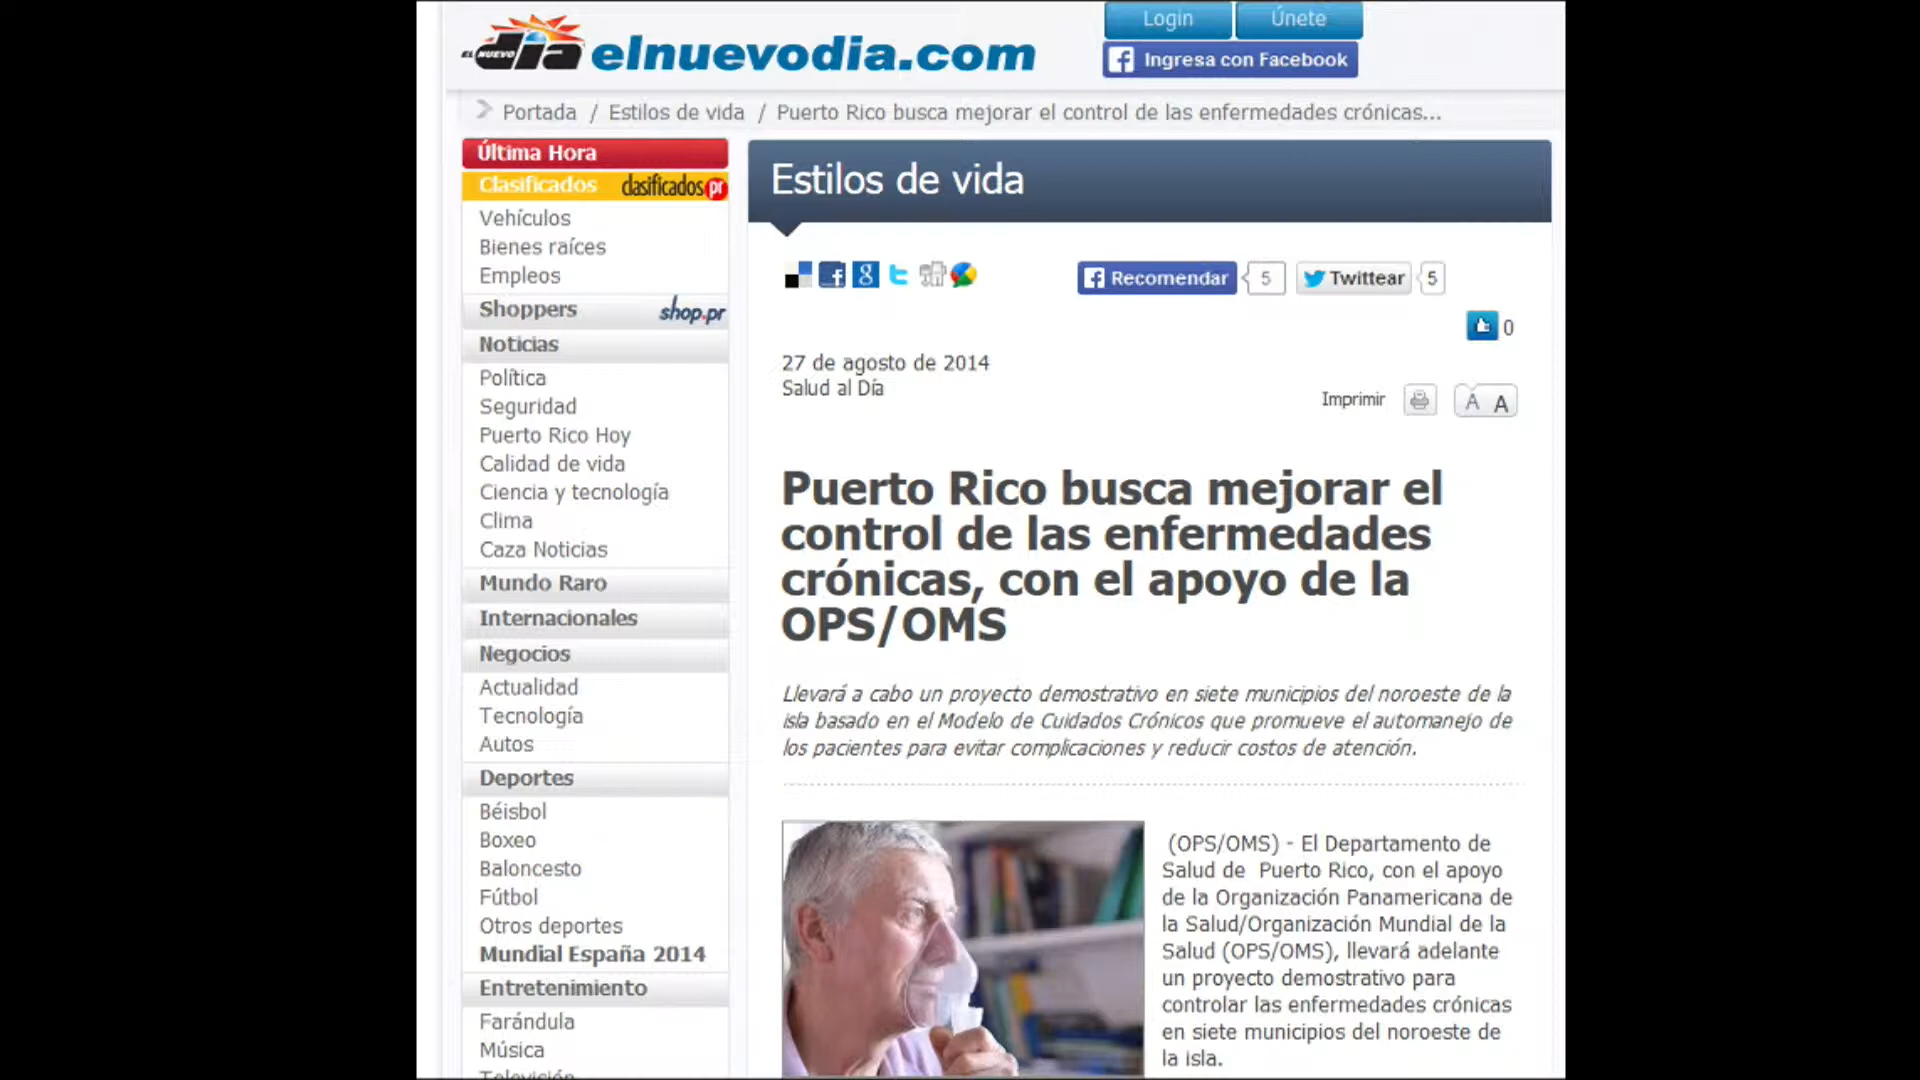 EL NUEVO día elnuevodia.com
Login
Únete
Ingresa con Facebook
Portada / Estilos de vida / Puerto Rico busca mejorar el control de las enfermedades crónicas...
Última Hora
Clasificados clasificados pr
Vehículos
Bienes raíces
Empleos
Shoppers shop.pr
Noticias
Política
Seguridad
Puerto Rico Hoy
Calidad de vida
Ciencia y tecnología
Clima
Caza Noticias
Mundo Raro
Internacionales
Negocios
Actualidad
Tecnología
Autos
Deportes
Béisbol
Boxeo
Baloncesto
Fútbol
Otros deportes
Mundial España 2014
Entretenimiento
Farándula
Música
Televisión
Estilos de vida
Recomendar 5 Twittear 5
0
27 de agosto de 2014
Salud al Día
Imprimir A A
Puerto Rico busca mejorar el
control de las enfermedades
crónicas, con el apoyo de la
OPS/OMS
Llevará a cabo un proyecto demostrativo en siete municipios del noroeste de la
isla basado en el Modelo de Cuidados Crónicos que promueve el automanejo de
los pacientes para evitar complicaciones y reducir costos de atención.
(OPS/OMS) - El Departamento de
Salud de Puerto Rico, con el apoyo
de la Organización Panamericana de
la Salud/Organización Mundial de la
Salud (OPS/OMS), llevará adelante
un proyecto demostrativo para
controlar las enfermedades crónicas
en siete municipios del noroeste de
la isla.